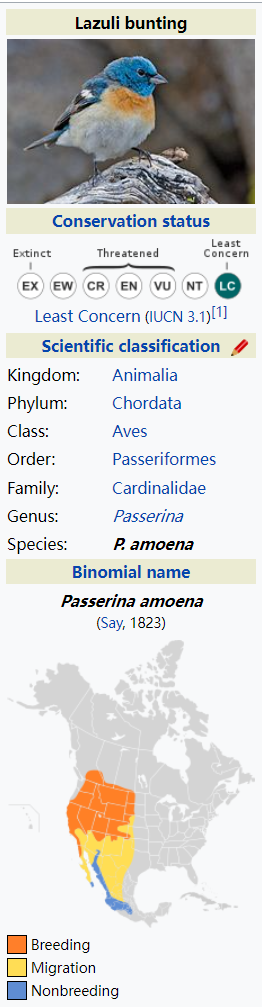 Lazuli bunting
Conservation status
Extinct
Threatened
Least
Concern
EX EW CR EN VU NT LC
Least Concern (IUCN 3.1)[1]
Scientific classification
Kingdom: Animalia
Phylum: Chordata
Class: Aves
Order: Passeriformes
Family: Cardinalidae
Genus: Passerina
Species: P. amoena
Binomial name
Passerina amoena
(Say, 1823)
Breeding
Migration
Nonbreeding